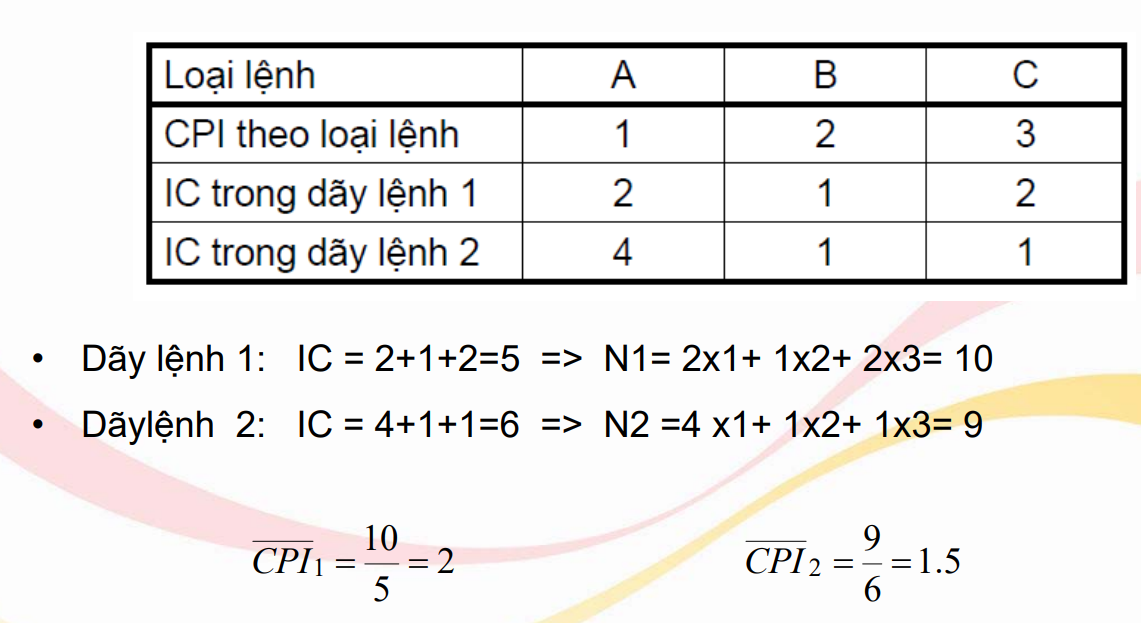 Loại lệnh A B C
CPI theo loại lệnh 1 2 3
IC trong dãy lệnh 1 2 1 2
IC trong dãy lệnh 2 4 1 1
• Dãy lệnh 1: IC = 2+1+2=5 => N1= 2x1+ 1x2+ 2x3= 10
• Dãylệnh 2: IC = 4+1+1=6 => N2 =4 x1+ 1x2+ 1x3= 9
$\overline{CPI}_1 = \frac{10}{5} = 2$ $\overline{CPI}_2 = \frac{9}{6} = 1.5$